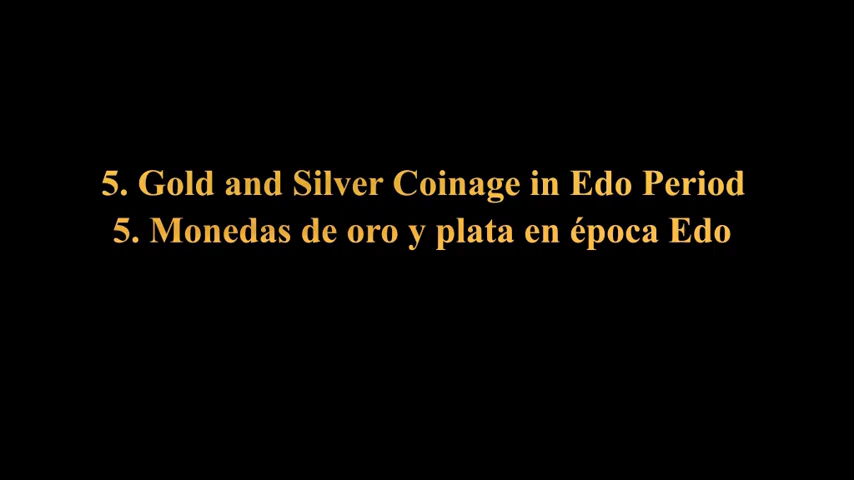 5. Gold and Silver Coinage in Edo Period
5. Monedas de oro y plata en época Edo